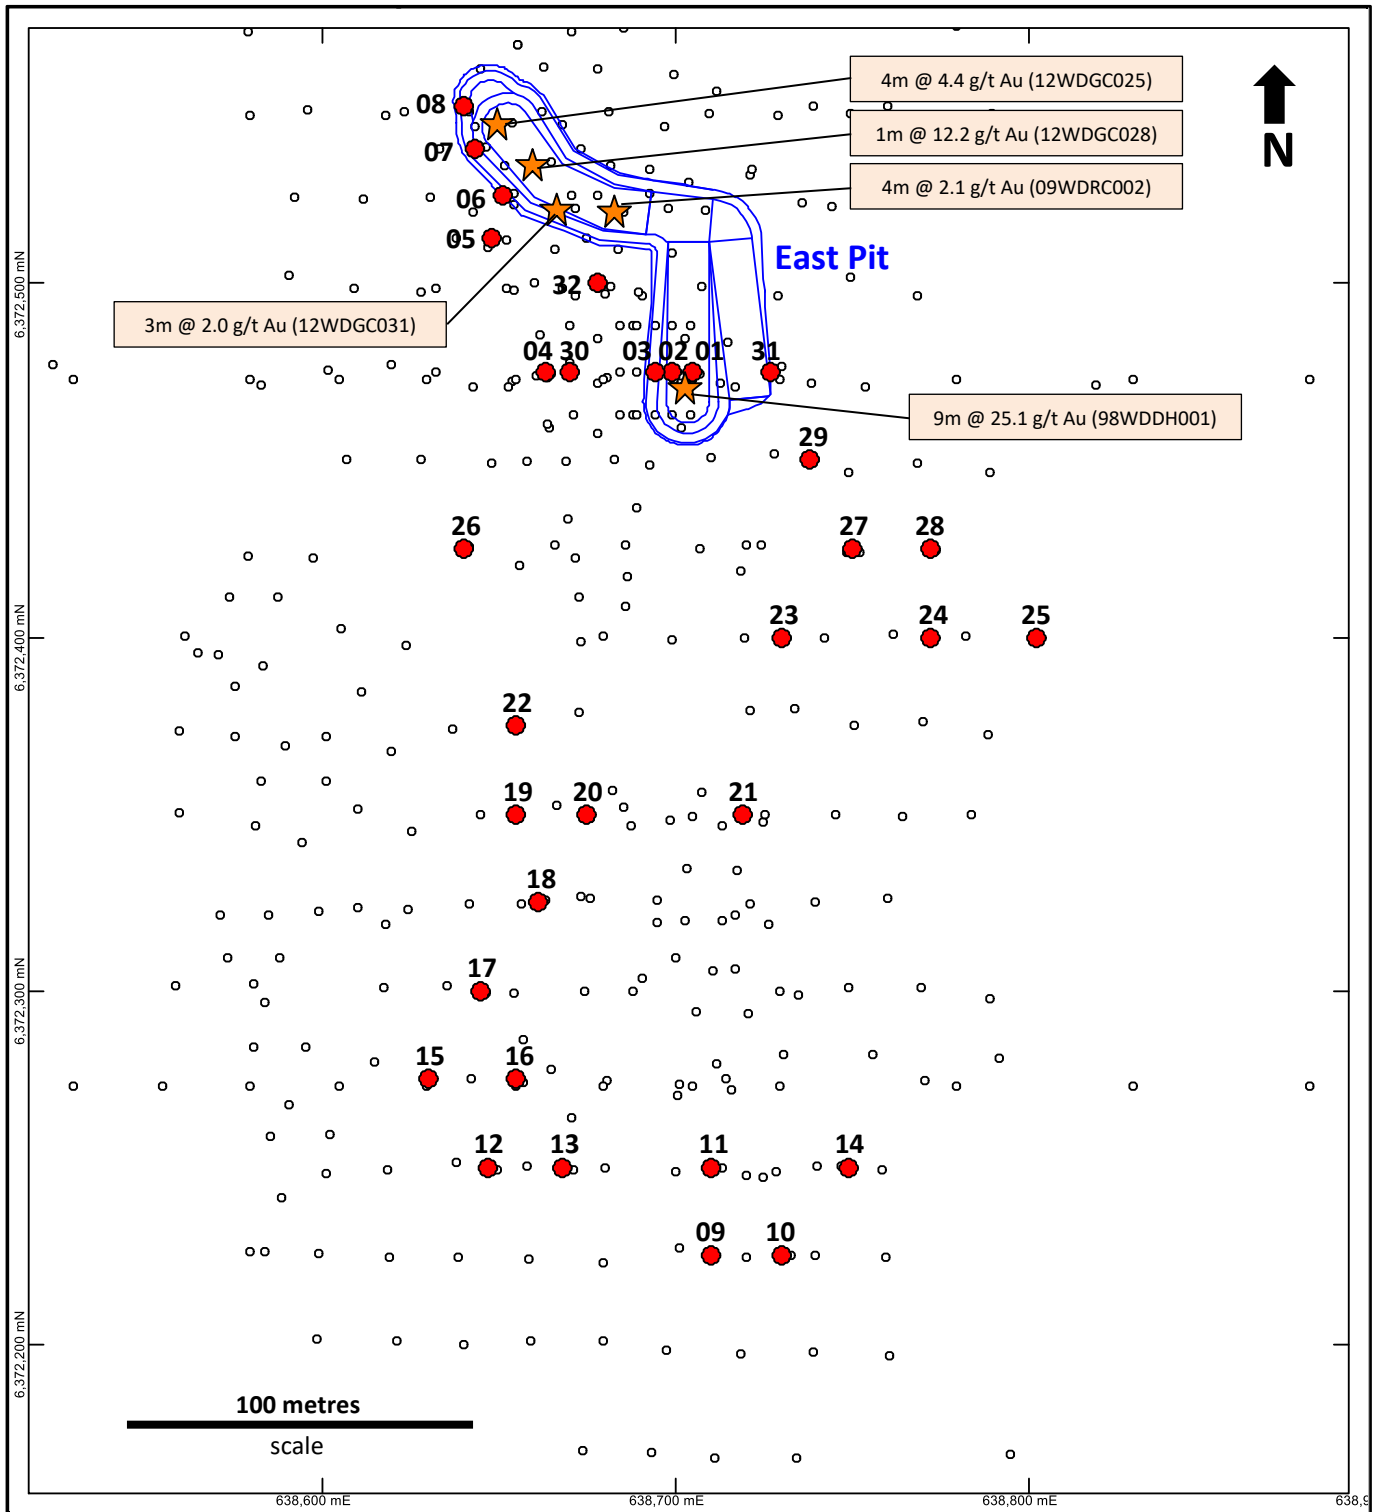 4m @ 4.4 g/t Au (12WDGC025)
08
1m @ 12.2 g/t Au (12WDGC028)
07
N
4m @ 2.1 g/t Au (09WDRC002)
06
05
East Pit
6,372,500 mN
32
3m @ 2.0 g/t Au (12WDGC031)
04 30 03 02 01 31
9m @ 25.1 g/t Au (98WDDH001)
29
26 27 28
23 24 25
6,372,400 mN
22
19 20 21
18
17
6,372,300 mN
15 16
12 13 11 14
09 10
6,372,200 mN
100 metres
scale
638,600 mE 638,700 mE 638,800 mE 638,9